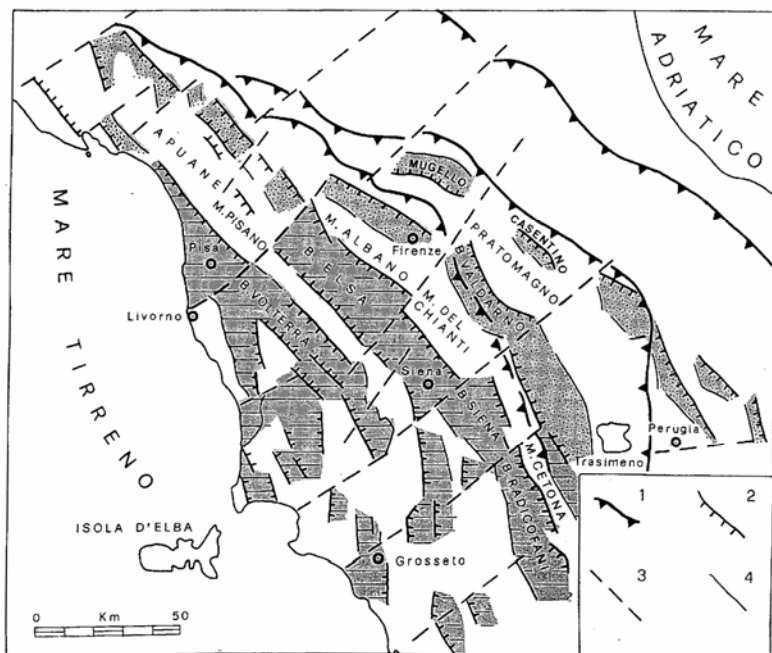 MARE
ADRIATICO
MARE TIRRENO
APUANE
M. PISANO
MUGELLO
CASENTINO
PRATOMAGNO
M. ALBANO
Firenze
B. VALDARNO
Pisa
B. ELSA
B. VOLTERRA
Livorno
M. DEL
CHIANTI
Siena
B. SIENA
Perugia
Trasimeno
M. CETONA
B. RADICOFANI
ISOLA D'ELBA
Grosseto
0 Km 50
1 2
3 4